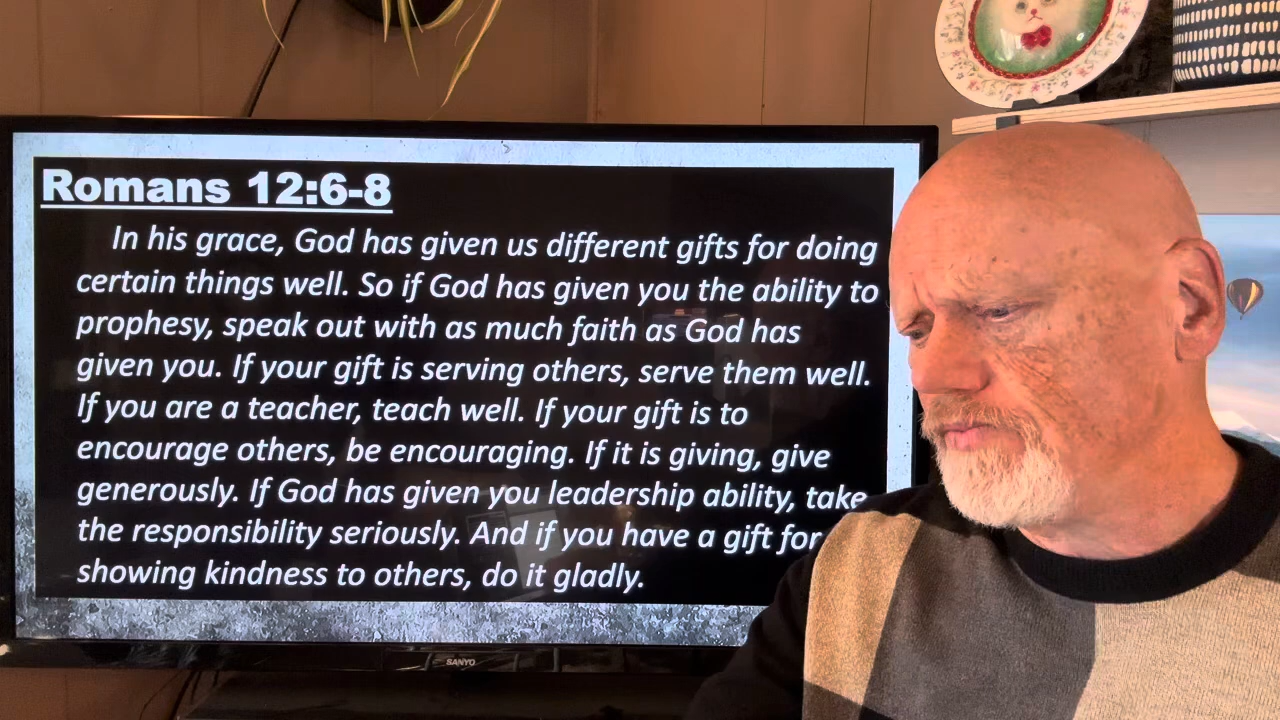 Romans 12:6-8
In his grace, God has given us different gifts for doing
certain things well. So if God has given you the ability to
prophesy, speak out with as much faith as God has
given you. If your gift is serving others, serve them well.
If you are a teacher, teach well. If your gift is to
encourage others, be encouraging. If it is giving, give
generously. If God has given you leadership ability, take
the responsibility seriously. And if you have a gift for
showing kindness to others, do it gladly.
SANYO